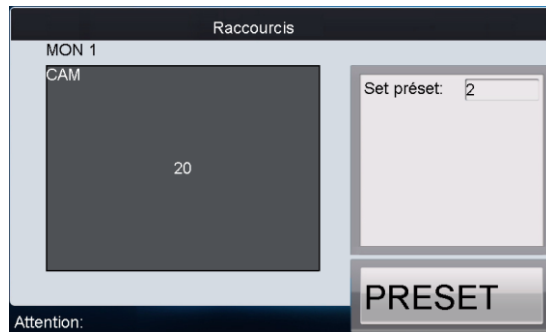 Raccourcis
MON 1
CAM
20
Set préset: 2
PRESET
Attention: